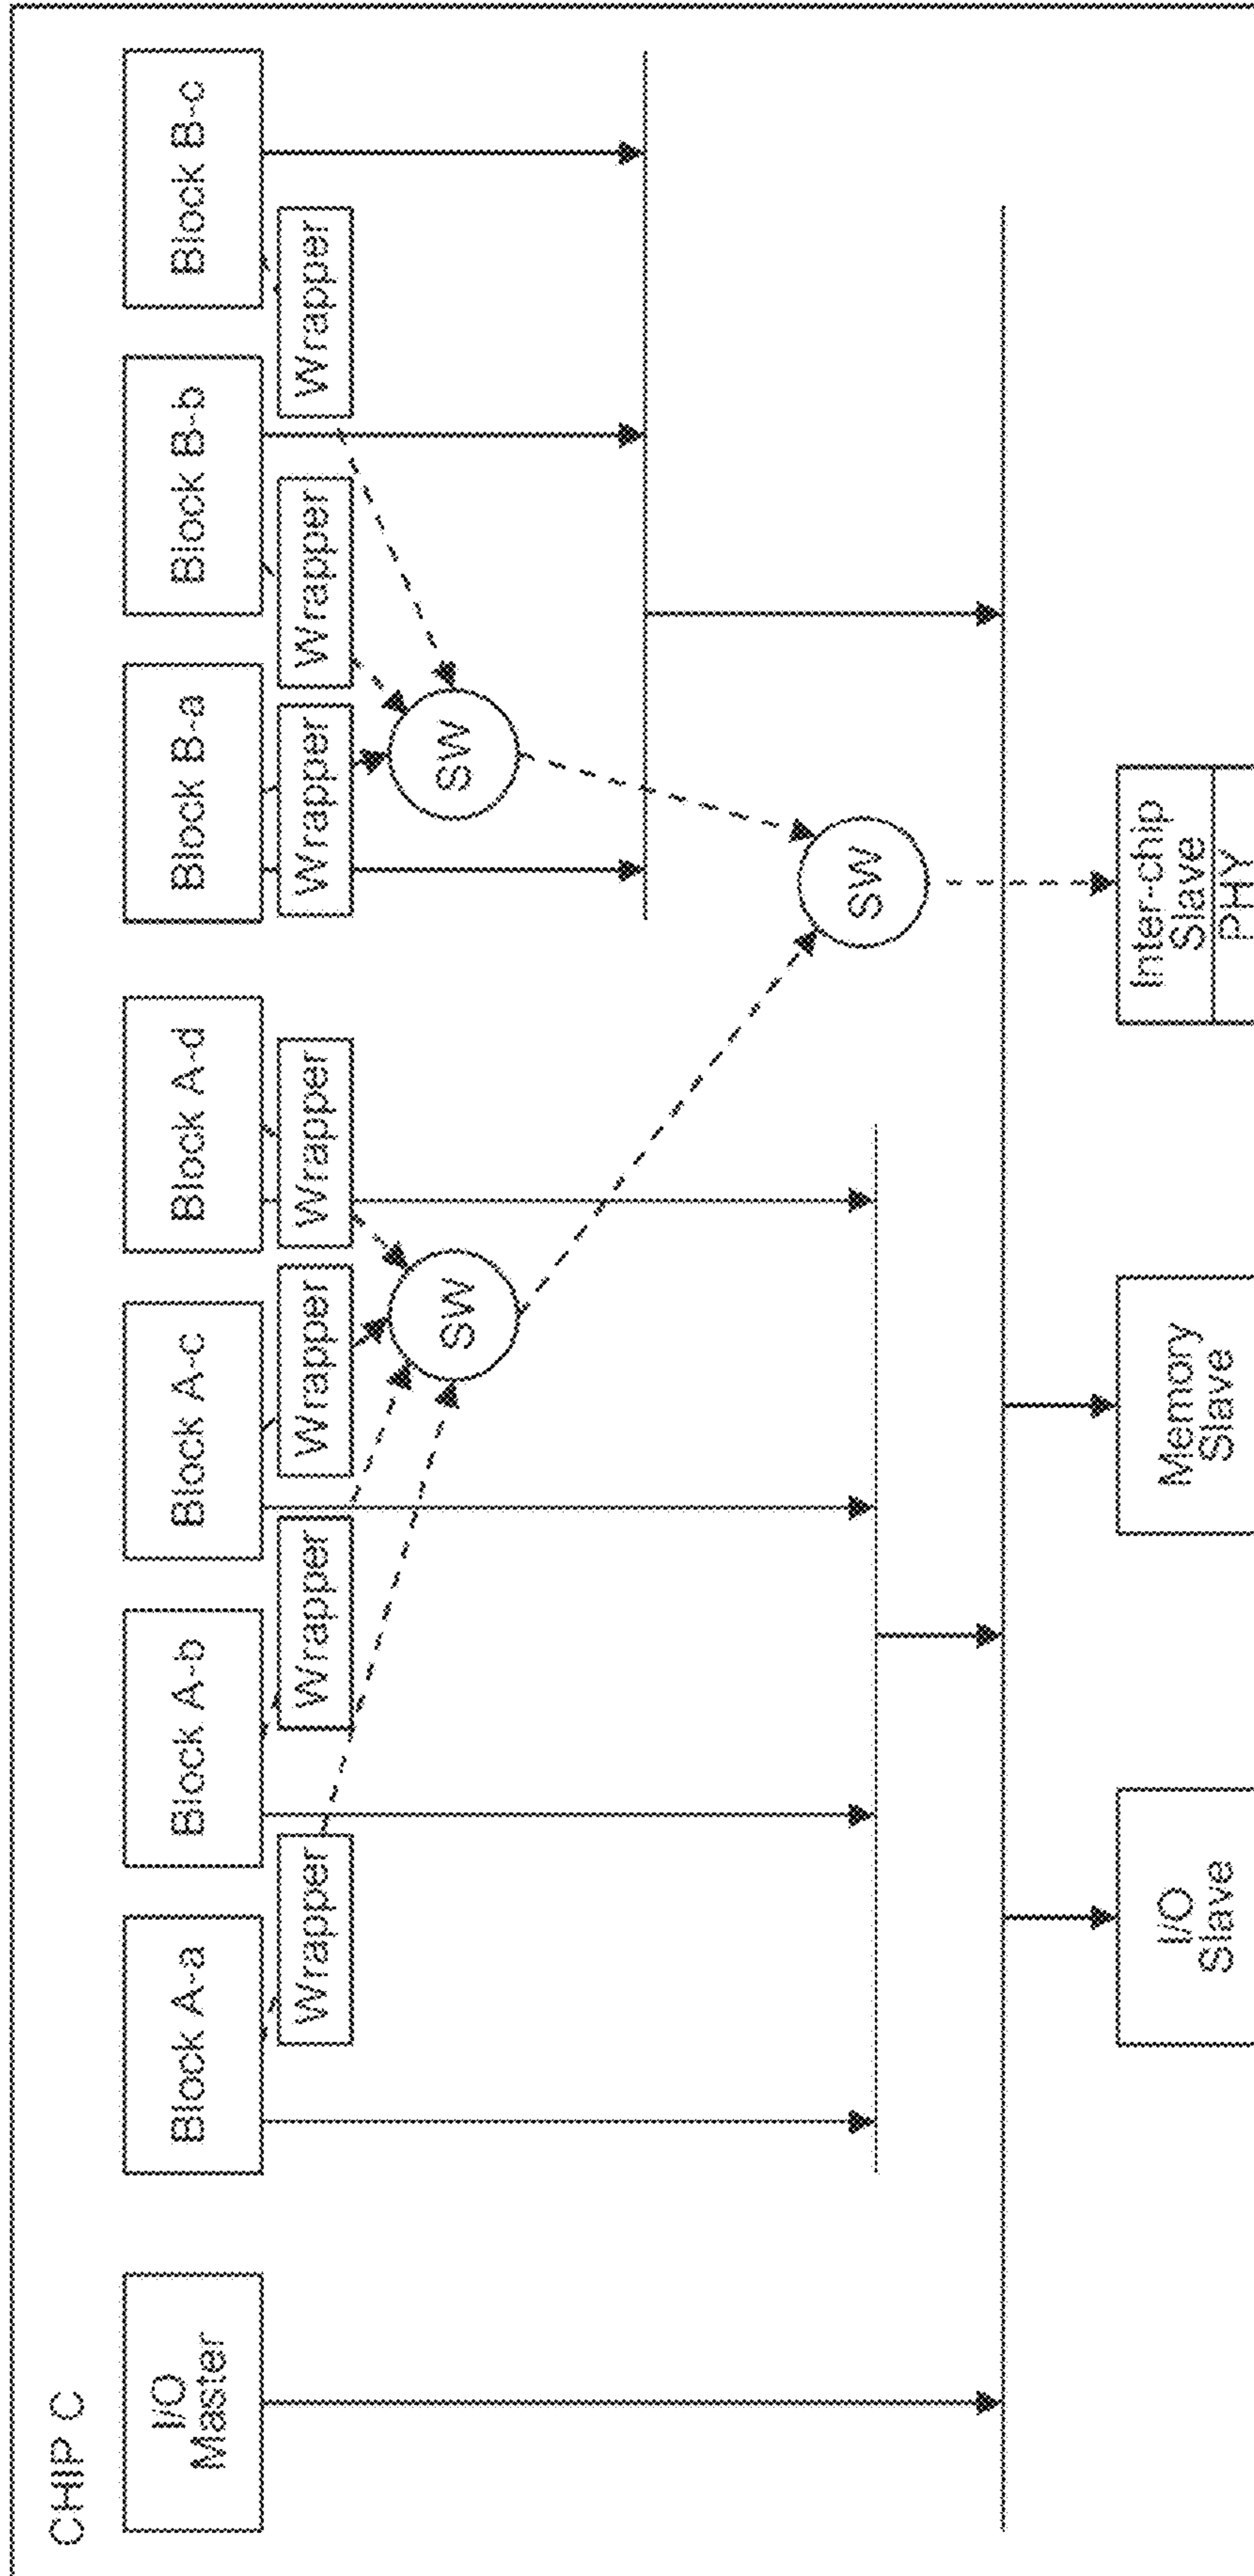 CHIP C
I/O
Master
Block A-a
Block A-b
Block A-c
Block A-d
Block B-a
Block B-b
Block B-c
Wrapper
Wrapper
Wrapper
Wrapper
Wrapper
Wrapper
Wrapper
SW
SW
SW
I/O
Slave
Memory
Slave
Inter-chip
Slave
PHY